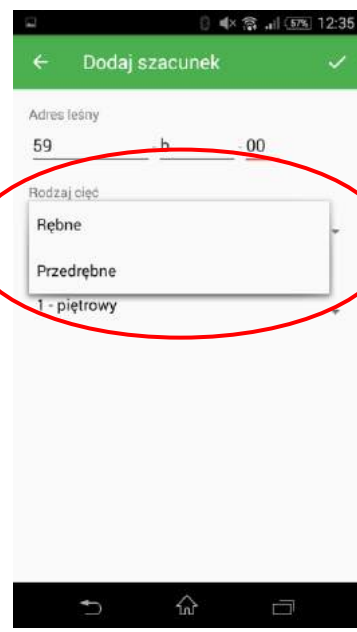 57% 12:35
Dodaj szacunek
Adres leśny
59 - b - 00
Rodzaj cięć
Rębne
Przedrębne
1 - piętrowy